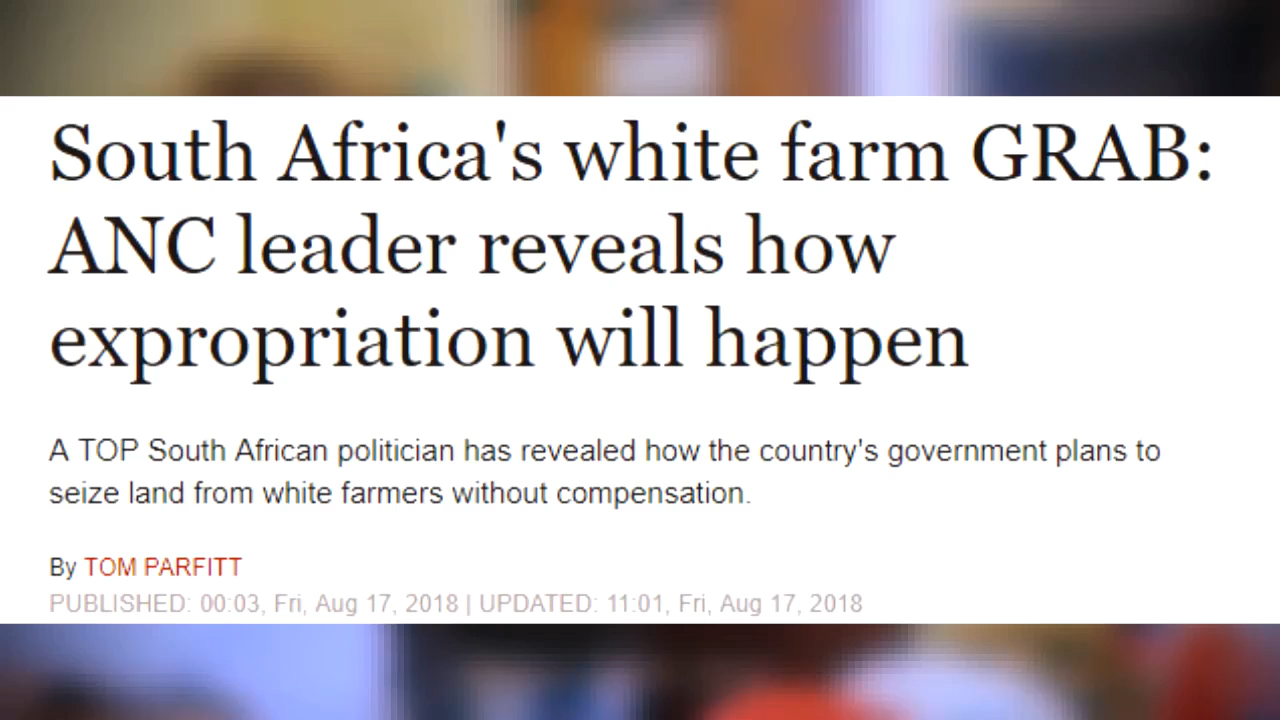 South Africa's white farm GRAB:
ANC leader reveals how
expropriation will happen
A TOP South African politician has revealed how the country's government plans to
seize land from white farmers without compensation.
By TOM PARFITT
PUBLISHED: 00:03, Fri, Aug 17, 2018 | UPDATED: 11:01, Fri, Aug 17, 2018